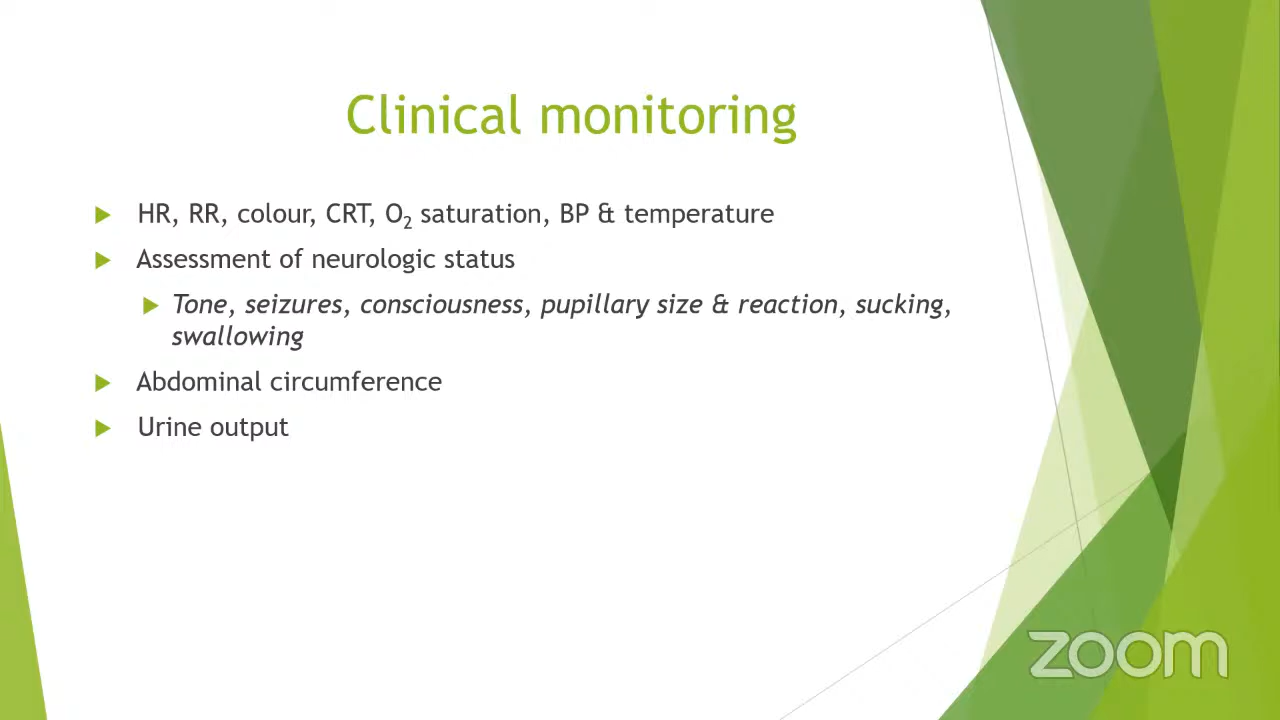 Clinical monitoring
HR, RR, colour, CRT, O₂ saturation, BP & temperature
Assessment of neurologic status
Tone, seizures, consciousness, pupillary size & reaction, sucking,
swallowing
Abdominal circumference
Urine output
zoom